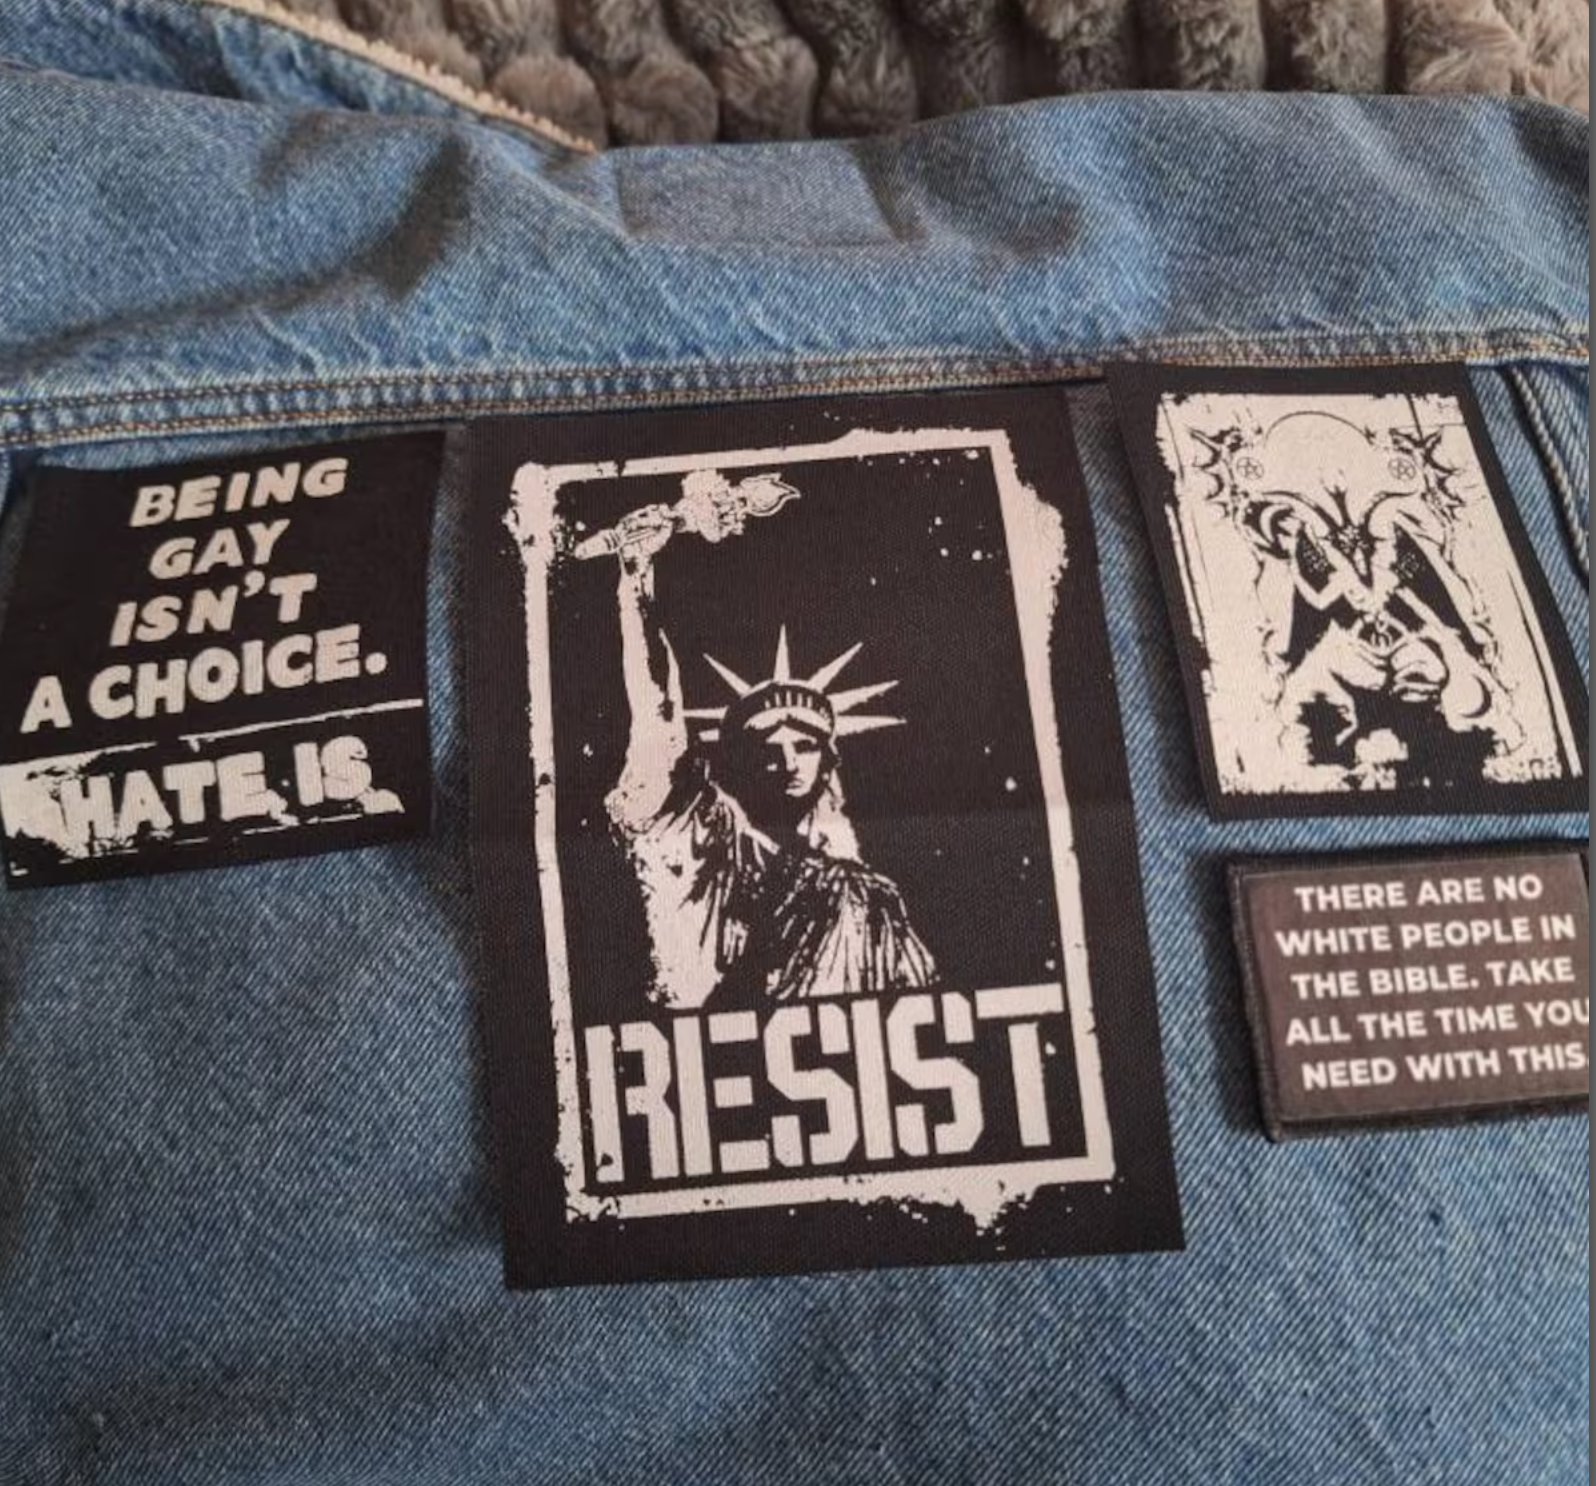 BEING
GAY
ISN'T
A CHOICE.
HATE IS
RESIST
THERE ARE NO
WHITE PEOPLE IN
THE BIBLE. TAKE
ALL THE TIME YOU
NEED WITH THIS